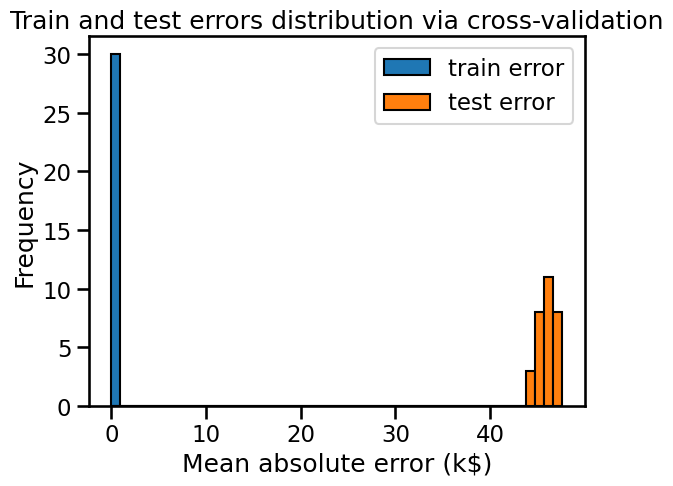 Train and test errors distribution via cross-validation
train error
test error
30
25
20
15
10
5
0
Frequency
0 10 20 30 40
Mean absolute error (k$)